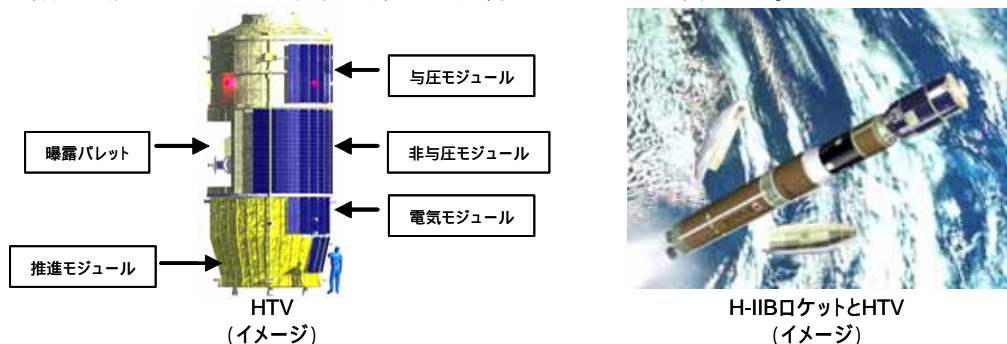 与圧モジュール
曝露パレット
非与圧モジュール
電気モジュール
推進モジュール
HTV
(イメージ)
H-IIBロケットとHTV
(イメージ)